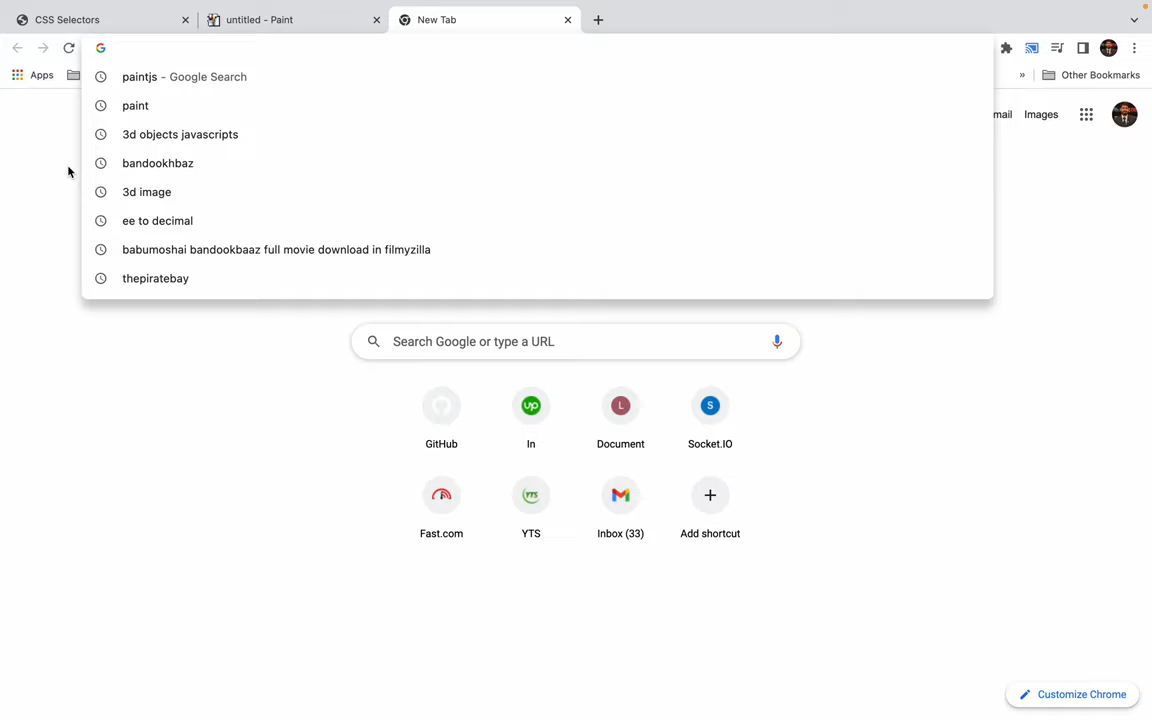 CSS Selectors
untitled - Paint
New Tab
paintjs - Google Search
paint
3d objects javascripts
bandookhbaz
3d image
ee to decimal
babumoshai bandookbaaz full movie download in filmyzilla
thepiratebay
Apps
Other Bookmarks
mail
Images
Search Google or type a URL
GitHub
In
Document
Socket.IO
Fast.com
YTS
Inbox (33)
Add shortcut
Customize Chrome